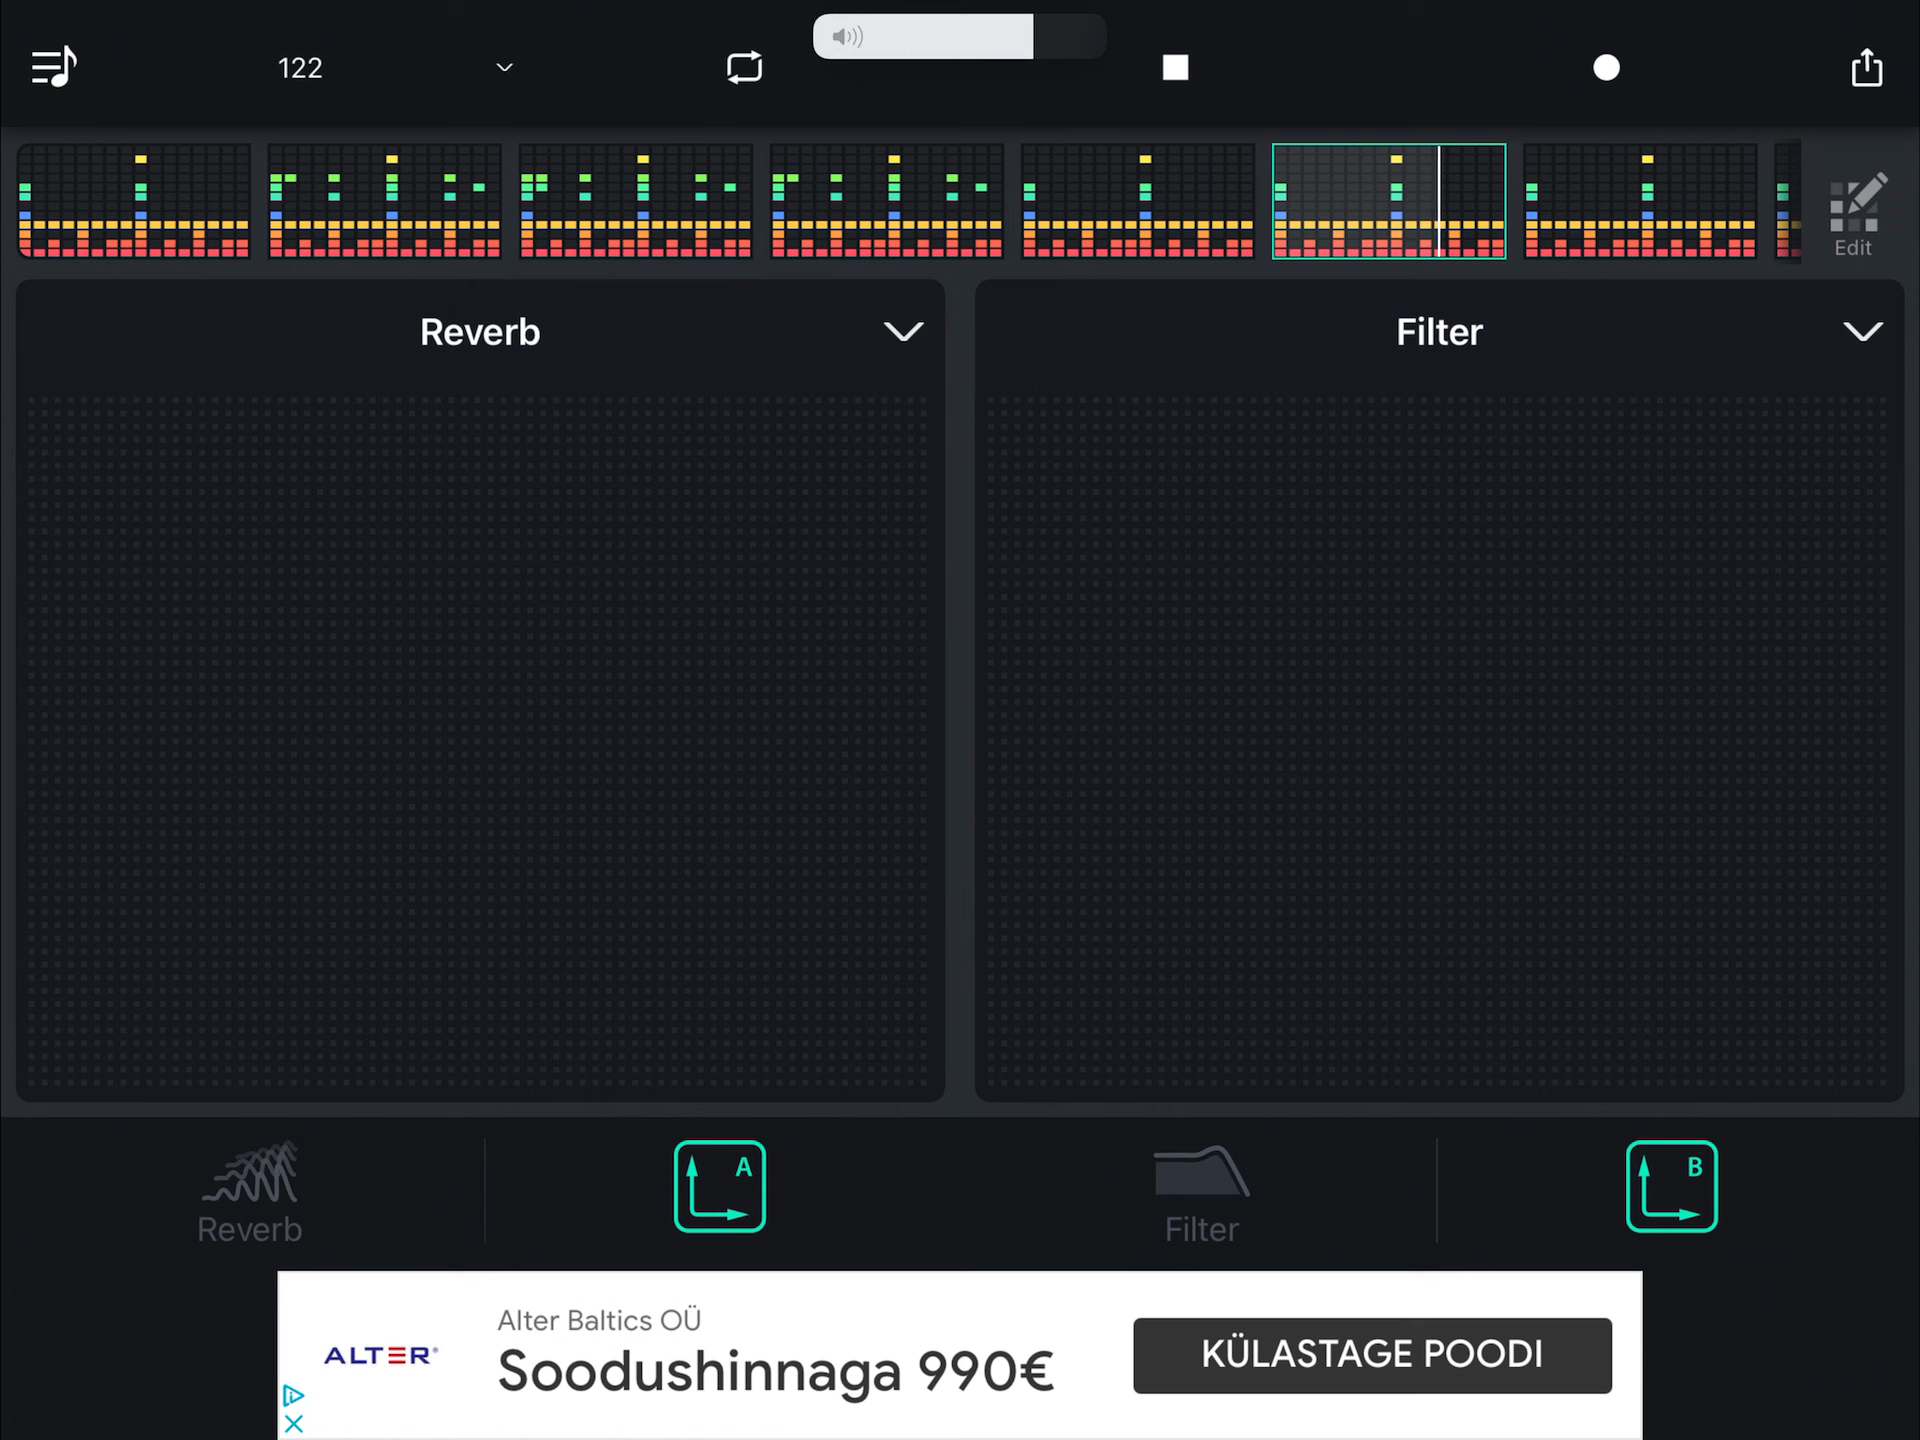 122
Edit
Reverb
Filter
Reverb
A
Filter
B
ALTER®
Alter Baltics OÜ
Soodushinnaga 990€
KÜLASTAGE POODI